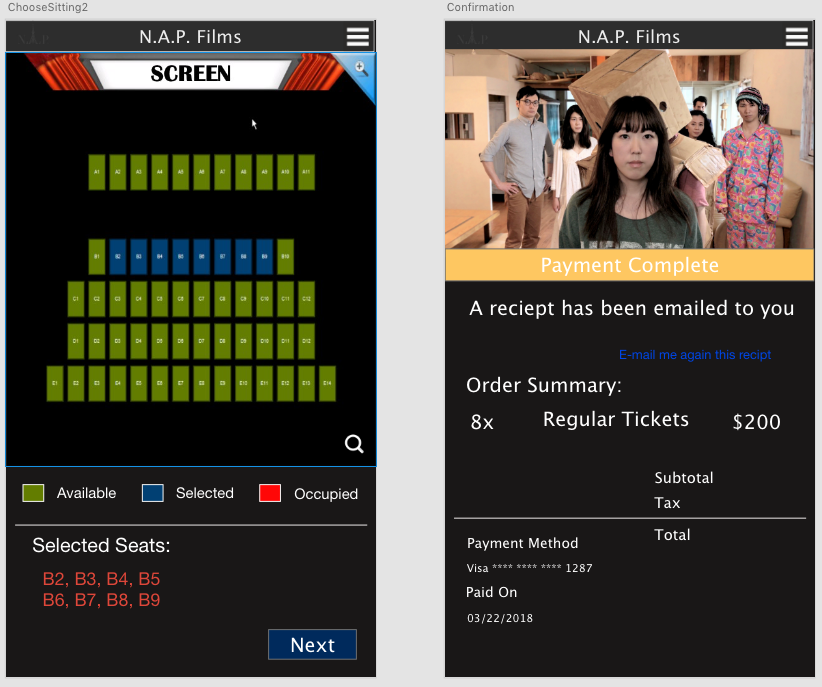 ChooseSitting2
N.A.P. Films
SCREEN
A1 A2 A3 A4 A5 A6 A7 A8 A9 A10 A11
B1 B2 B3 B4 B5 B6 B7 B8 B9 B10
C1 C2 C3 C4 C5 C6 C7 C8 C9 C10 C11 C12
D1 D2 D3 D4 D5 D6 D7 D8 D9 D10 D11 D12
E1 E2 E3 E4 E5 E6 E7 E8 E9 E10 E11 E12 E13 E14
Available Selected Occupied
Selected Seats:
B2, B3, B4, B5
B6, B7, B8, B9
Next
Confirmation
N.A.P. Films
Payment Complete
A reciept has been emailed to you
E-mail me again this recipt
Order Summary:
8x Regular Tickets $200
Subtotal
Tax
Total
Payment Method
Visa **** **** **** 1287
Paid On
03/22/2018